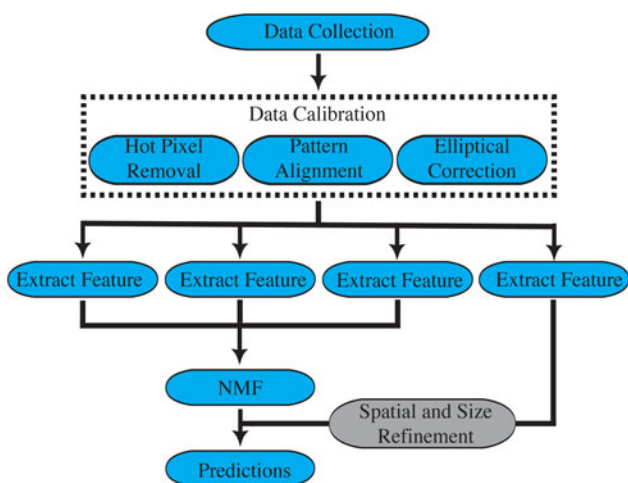 Data Collection
Data Calibration
Hot Pixel
Removal
Pattern
Alignment
Elliptical
Correction
Extract Feature
Extract Feature
Extract Feature
Extract Feature
NMF
Spatial and Size
Refinement
Predictions